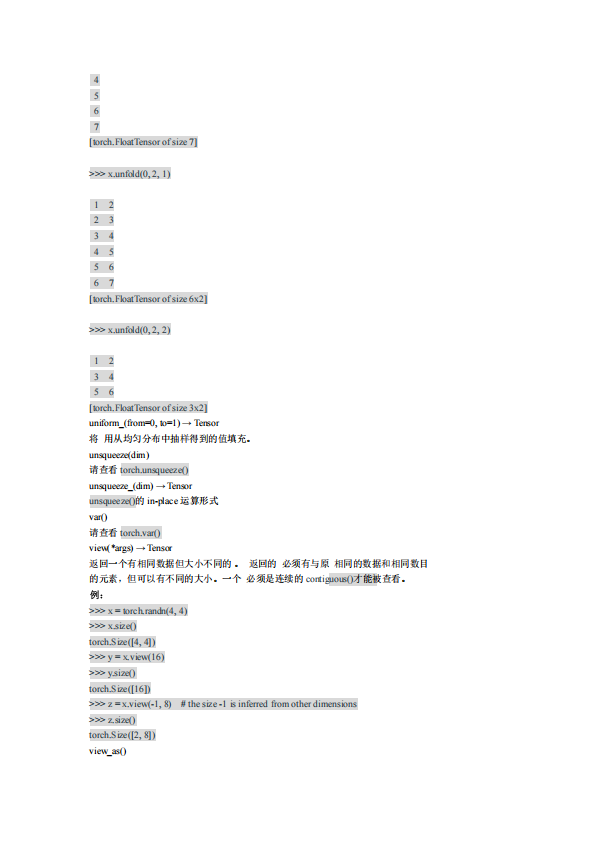 4
5
6
7
[torch.FloatTensor of size 7]
>>> x.unfold(0, 2, 1)
1 2
2 3
3 4
4 5
5 6
6 7
[torch.FloatTensor of size 6x2]
>>> x.unfold(0, 2, 2)
1 2
3 4
5 6
[torch.FloatTensor of size 3x2]
uniform_(from=0, to=1) → Tensor
将 用从均匀分布中抽样得到的值填充。
unsqueeze(dim)
请查看 torch.unsqueeze()
unsqueeze_(dim) → Tensor
unsqueeze()的 in-place 运算形式
var()
请查看 torch.var()
view(*args) → Tensor
返回一个有相同数据但大小不同的 。 返回的 必须有与原 相同的数据和相同数目
的元素，但可以有不同的大小。一个 必须是连续的 contiguous()才能被查看。
例：
>>> x = torch.randn(4, 4)
>>> x.size()
torch.Size([4, 4])
>>> y = x.view(16)
>>> y.size()
torch.Size([16])
>>> z = x.view(-1, 8) # the size -1 is inferred from other dimensions
>>> z.size()
torch.Size([2, 8])
view_as()